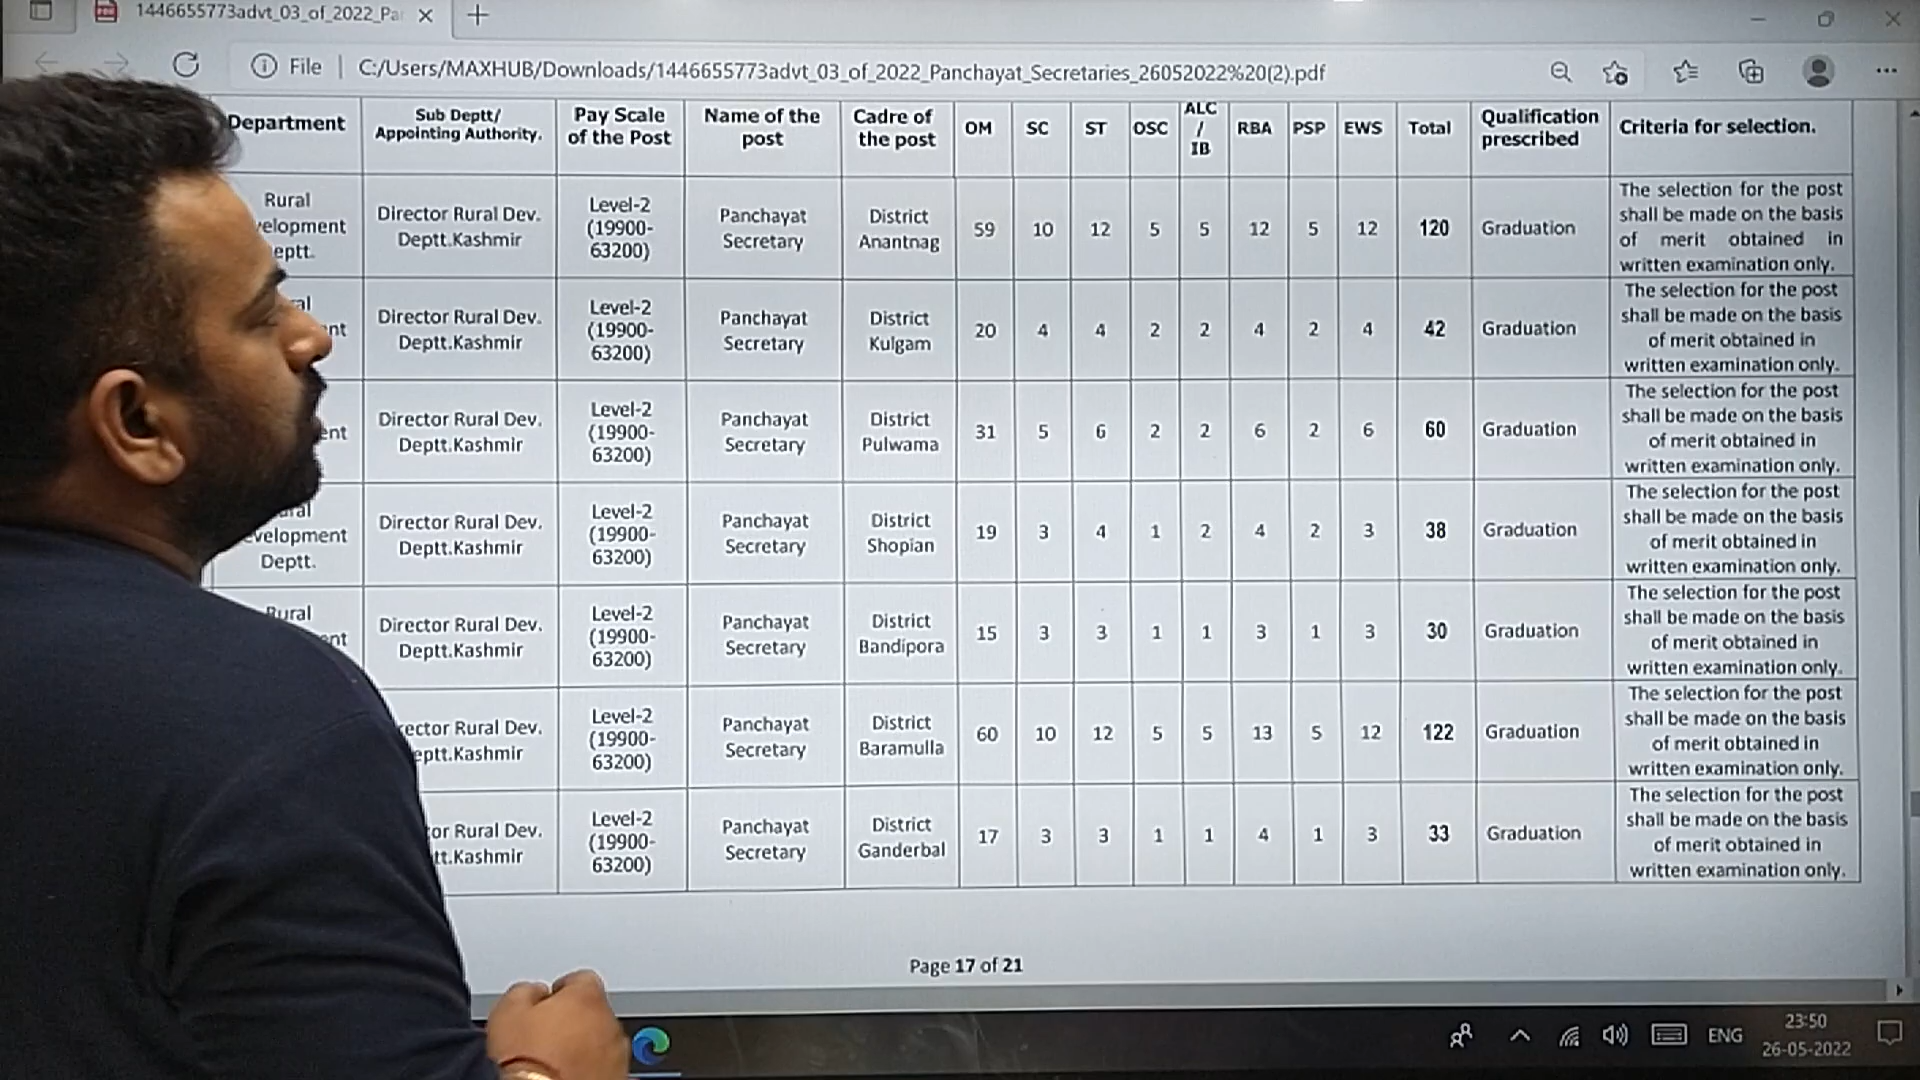 1446655773advt_03_of_2022_Pa
File C:/Users/MAXHUB/Downloads/1446655773advt_03_of_2022_Panchayat_Secretaries_26052022%20(2).pdf
Department
Sub Deptt/
Appointing Authority.
Pay Scale
of the Post
Name of the
post
Cadre of
the post
OM
SC
ST
OSC
ALC
/
IB
RBA
PSP
EWS
Total
Qualification
prescribed
Criteria for selection.
Rural
Director Rural Dev.
Deptt.Kashmir
Level-2
(19900-
63200)
Panchayat
Secretary
District
Anantnag
59 10 12 5 5 12 5 12 120
Graduation
The selection for the post
shall be made on the basis
of merit obtained in
written examination only.
Director Rural Dev.
Deptt.Kashmir
Level-2
(19900-
63200)
Panchayat
Secretary
District
Kulgam
20 4 4 2 2 4 2 4 42
Graduation
The selection for the post
shall be made on the basis
of merit obtained in
written examination only.
Director Rural Dev.
Deptt.Kashmir
Level-2
(19900-
63200)
Panchayat
Secretary
District
Pulwama
31 5 6 2 2 6 2 6 60
Graduation
The selection for the post
shall be made on the basis
of merit obtained in
written examination only.
velopment
Deptt.
Director Rural Dev.
Deptt.Kashmir
Level-2
(19900-
63200)
Panchayat
Secretary
District
Shopian
19 3 4 1 2 4 2 3 38
Graduation
The selection for the post
shall be made on the basis
of merit obtained in
written examination only.
Rural
Director Rural Dev.
Deptt.Kashmir
Level-2
(19900-
63200)
Panchayat
Secretary
District
Bandipora
15 3 3 1 1 3 1 3 30
Graduation
The selection for the post
shall be made on the basis
of merit obtained in
written examination only.
rector Rural Dev.
eptt.Kashmir
Level-2
(19900-
63200)
Panchayat
Secretary
District
Baramulla
60 10 12 5 5 13 5 12 122
Graduation
The selection for the post
shall be made on the basis
of merit obtained in
written examination only.
tor Rural Dev.
tt.Kashmir
Level-2
(19900-
63200)
Panchayat
Secretary
District
Ganderbal
17 3 3 1 1 4 1 3 33
Graduation
The selection for the post
shall be made on the basis
of merit obtained in
written examination only.
Page 17 of 21
ENG
23:50
26-05-2022